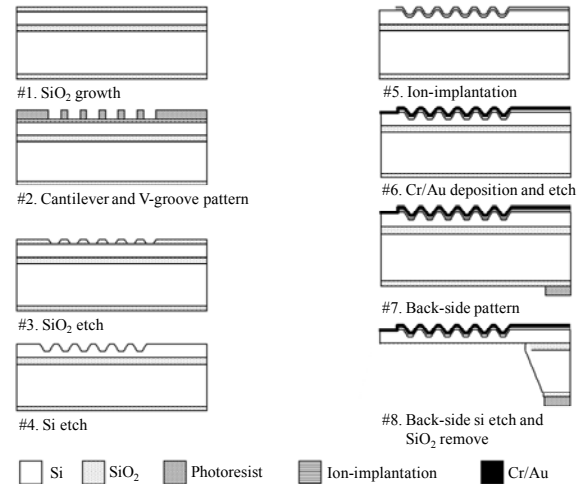 #1. SiO₂ growth
#2. Cantilever and V-groove pattern
#3. SiO₂ etch
#4. Si etch
#5. Ion-implantation
#6. Cr/Au deposition and etch
#7. Back-side pattern
#8. Back-side si etch and
SiO₂ remove
Si SiO₂ Photoresist Ion-implantation Cr/Au